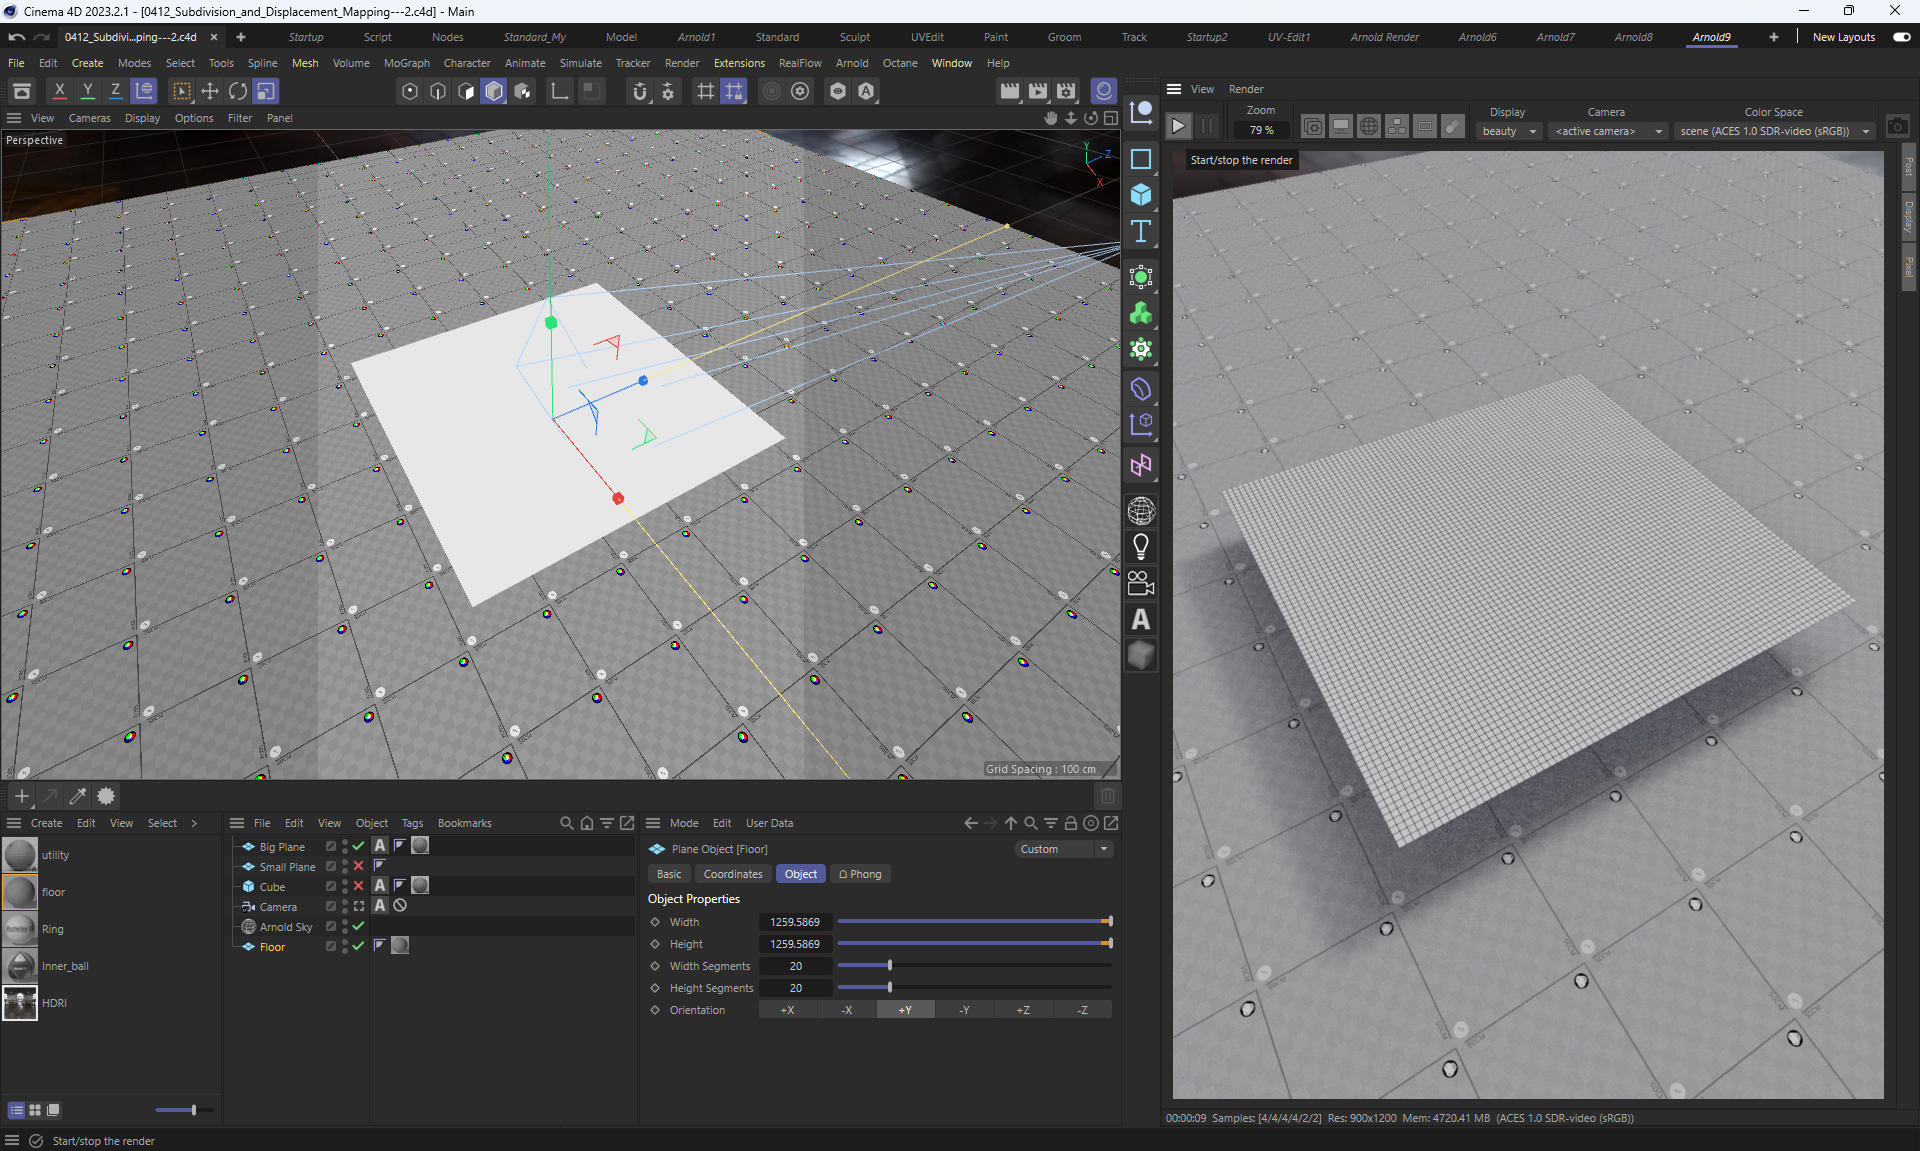 Cinema 4D 2023.2.1 - [0412_Subdivision_and_Displacement_Mapping---2.c4d] - Main
0412_Subdivi...ping---2.c4d
Startup Script Nodes Standard_My Model Arnold1 Standard Sculpt UVEdit Paint Groom Track Startup2 UV-Edit1 Arnold Render Arnold6 Arnold7 Arnold8 Arnold9 New Layouts
File Edit Create Modes Select Tools Spline Mesh Volume MoGraph Character Animate Simulate Tracker Render Extensions RealFlow Arnold Octane Window Help
X Y Z
View Render
View Cameras Display Options Filter Panel
Zoom
79 %
Display
beauty
Camera
<active camera>
Color Space
scene (ACES 1.0 SDR-video (sRGB))
Perspective
Y
Z
X
Start/stop the render
Post
Display
Pixel
Grid Spacing : 100 cm
Create Edit View Select
utility
floor
Ring
Inner_ball
HDRI
File Edit View Object Tags Bookmarks
Big Plane
Small Plane
Cube
Camera
Arnold Sky
Floor
Mode Edit User Data
Plane Object [Floor]
Custom
Basic Coordinates Object Phong
Object Properties
Width 1259.5869
Height 1259.5869
Width Segments 20
Height Segments 20
Orientation +X -X +Y -Y +Z -Z
00:00:09 Samples: [4/4/4/4/2/2] Res: 900x1200 Mem: 4720.41 MB (ACES 1.0 SDR-video (sRGB))
Start/stop the render